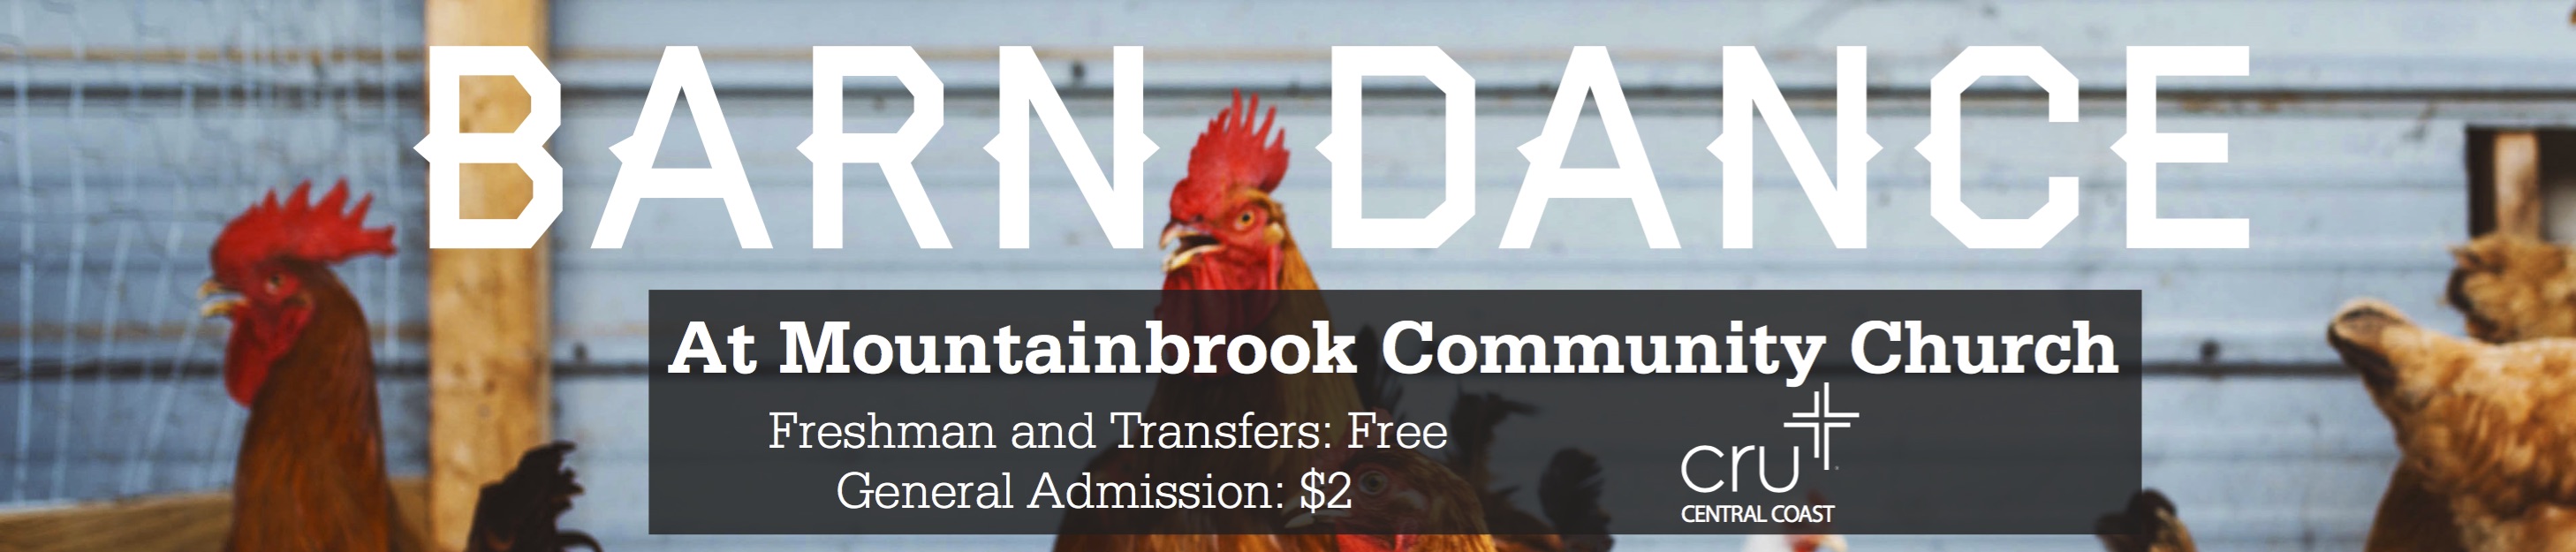 BARN DANCE
At Mountainbrook Community Church
Freshman and Transfers: Free
General Admission: $2
cru
CENTRAL COAST